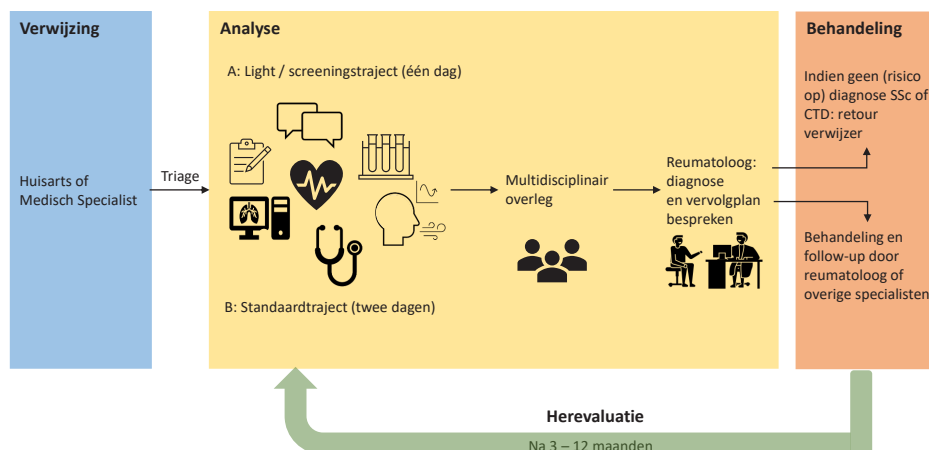 Verwijzing
Huisarts of
Medisch Specialist
Triage
Analyse
A: Light / screeningstraject (één dag)
B: Standaardtraject (twee dagen)
Multidisciplinair
overleg
Reumatoloog:
diagnose
en vervolgplan
bespreken
Behandeling
Indien geen (risico
op) diagnose SSc of
CTD: retour
verwijzer
Behandeling en
follow-up door
reumatoloog of
overige specialisten
Herevaluatie
Na 3 – 12 maanden